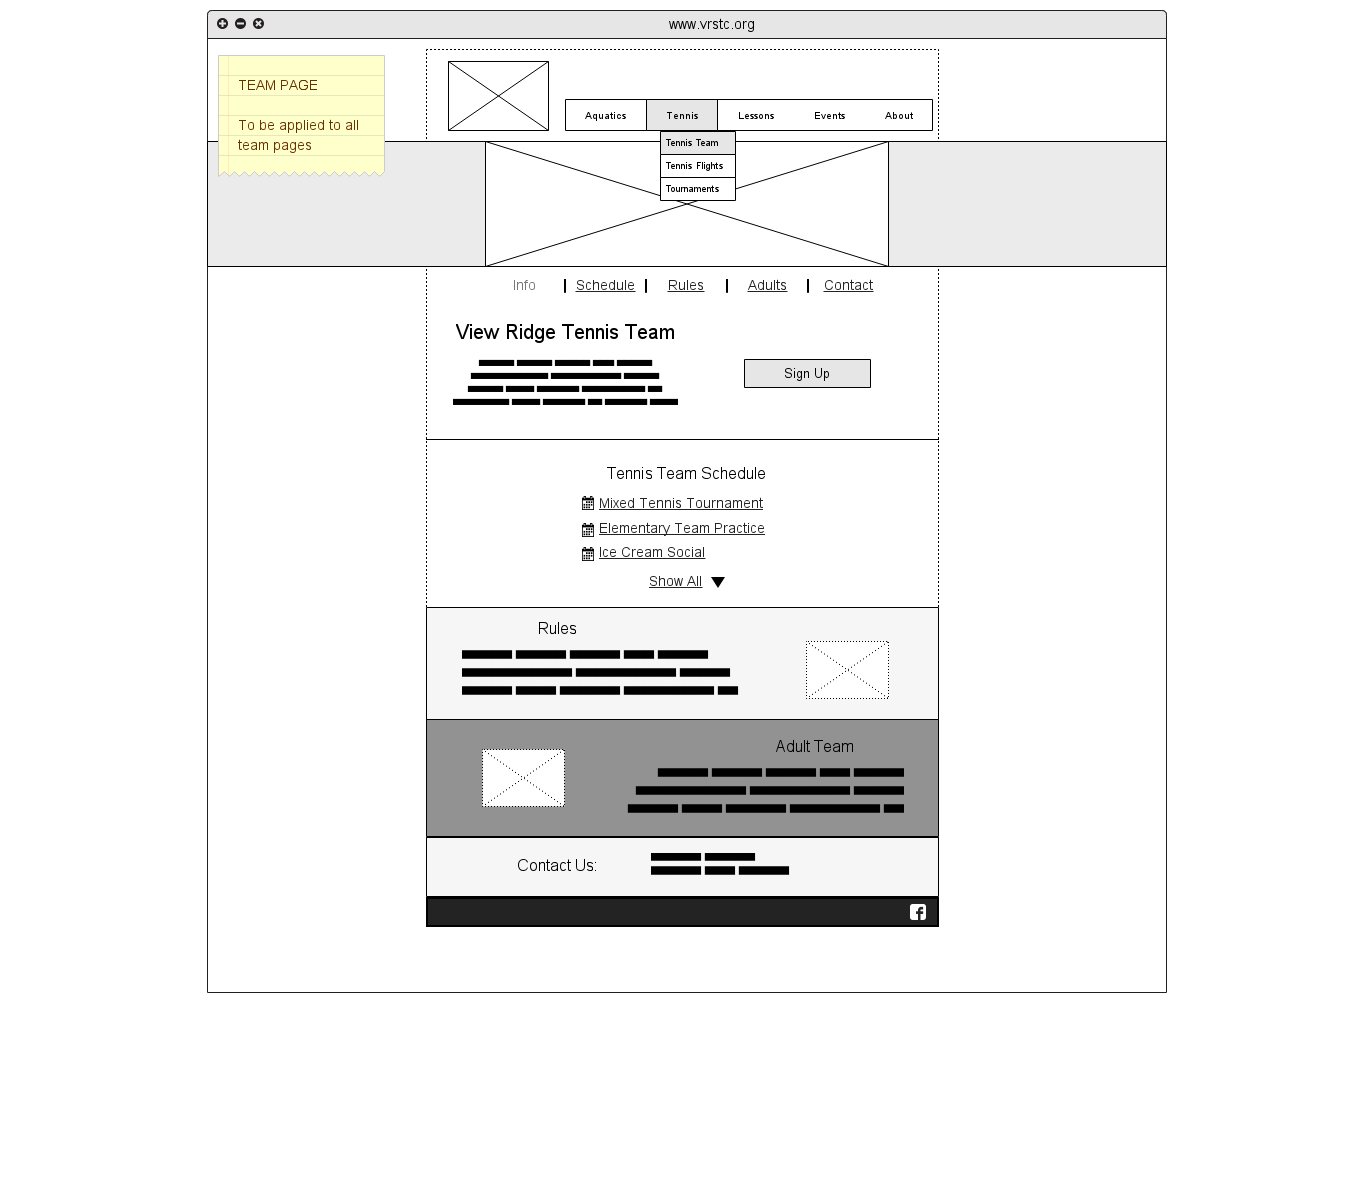 www.vrstc.org
TEAM PAGE
To be applied to all
team pages
Aquatics Tennis Lessons Events About
Tennis Team
Tennis Flights
Tournaments
Info Schedule Rules Adults Contact
View Ridge Tennis Team
Sign Up
Tennis Team Schedule
Mixed Tennis Tournament
Elementary Team Practice
Ice Cream Social
Show All
Rules
Adult Team
Contact Us: